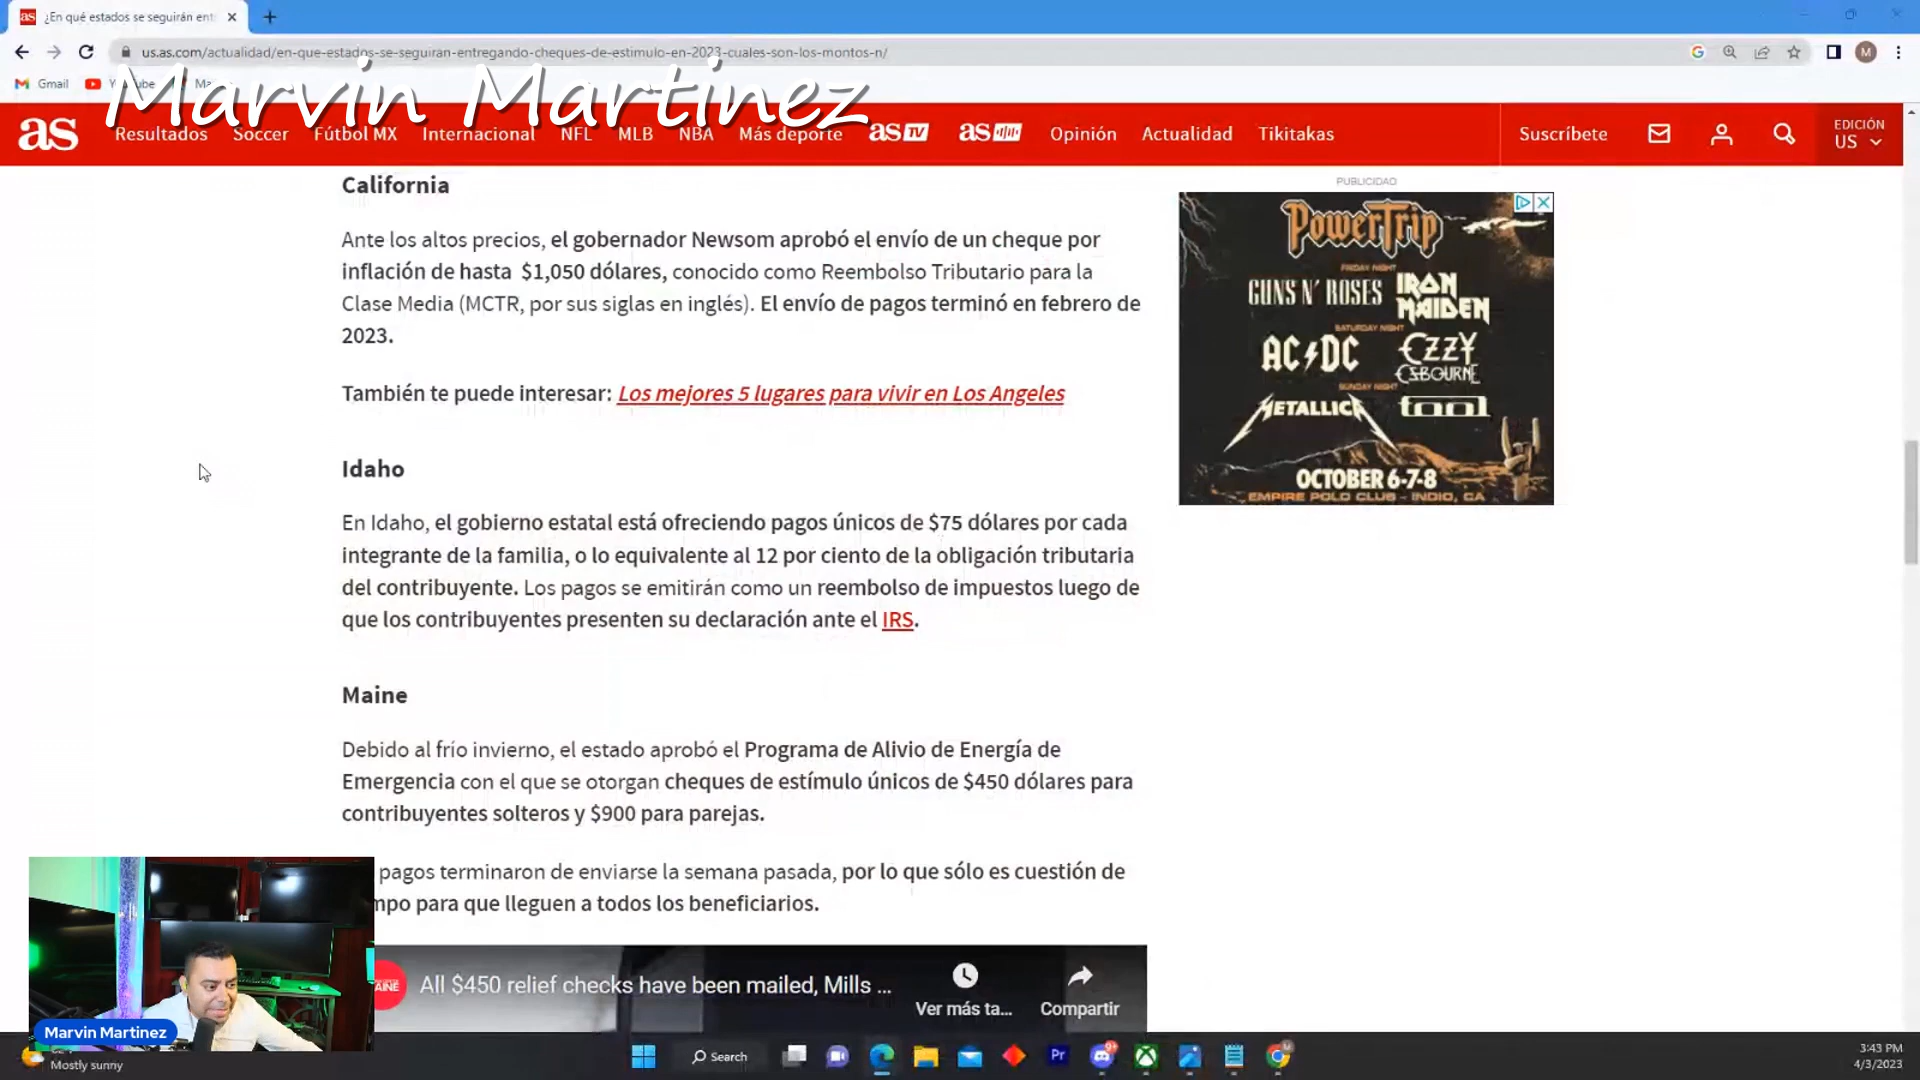 ¿En qué estados se seguirán ent
us.as.com/actualidad/en-que-estados-se-seguiran-entregando-cheques-de-estimulo-en-2023-cuales-son-los-montos-n/
M
Gmail
YouTube
Marvin Martinez
as
Resultados
Soccer
Fútbol MX
Internacional
NFL
MLB
NBA
Más deporte
as TV
as
Opinión
Actualidad
Tikitakas
Suscríbete
EDICIÓN
US
California
Ante los altos precios, el gobernador Newsom aprobó el envío de un cheque por
inflación de hasta $1,050 dólares, conocido como Reembolso Tributario para la
Clase Media (MCTR, por sus siglas en inglés). El envío de pagos terminó en febrero de
2023.
También te puede interesar: Los mejores 5 lugares para vivir en Los Angeles
Idaho
En Idaho, el gobierno estatal está ofreciendo pagos únicos de $75 dólares por cada
integrante de la familia, o lo equivalente al 12 por ciento de la obligación tributaria
del contribuyente. Los pagos se emitirán como un reembolso de impuestos luego de
que los contribuyentes presenten su declaración ante el IRS.
Maine
Debido al frío invierno, el estado aprobó el Programa de Alivio de Energía de
Emergencia con el que se otorgan cheques de estímulo únicos de $450 dólares para
contribuyentes solteros y $900 para parejas.
pagos terminaron de enviarse la semana pasada, por lo que sólo es cuestión de
mpo para que lleguen a todos los beneficiarios.
AINE
All $450 relief checks have been mailed, Mills ...
Ver más ta...
Compartir
PUBLICIDAD
PowerTrip
FRIDAY NIGHT
GUNS N' ROSES
IRON MAIDEN
SATURDAY NIGHT
AC DC
OZZY OSBOURNE
SUNDAY NIGHT
METALLICA
tool
OCTOBER 6-7-8
EMPIRE POLO CLUB - INDIO, CA
Marvin Martinez
Mostly sunny
Search
Pr
9+
M
3:43 PM
4/3/2023